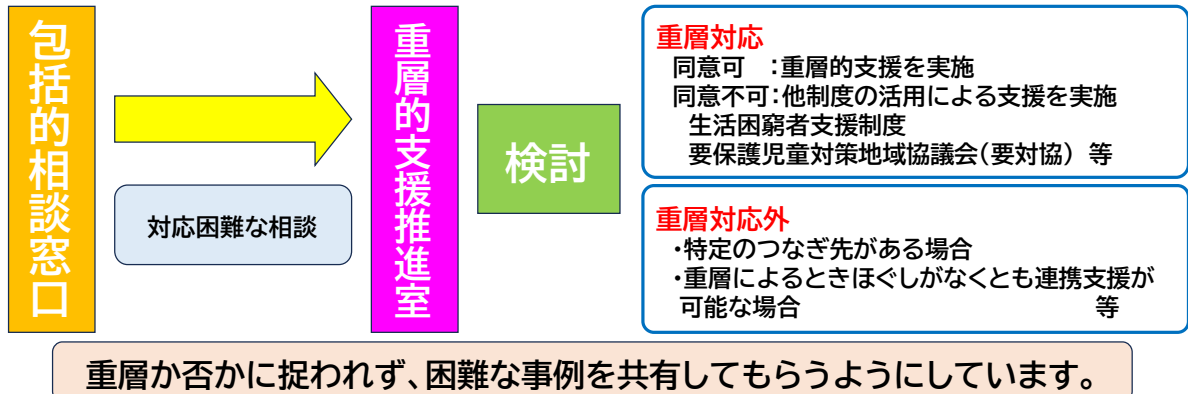 包括的相談窓口
対応困難な相談
重層的支援推進室
検討
重層対応
同意可　：重層的支援を実施
同意不可：他制度の活用による支援を実施
生活困窮者支援制度
要保護児童対策地域協議会（要対協）等
重層対応外
・特定のつなぎ先がある場合
・重層によるときほぐしがなくとも連携支援が
可能な場合　　　等
重層か否かに捉われず、困難な事例を共有してもらうようにしています。